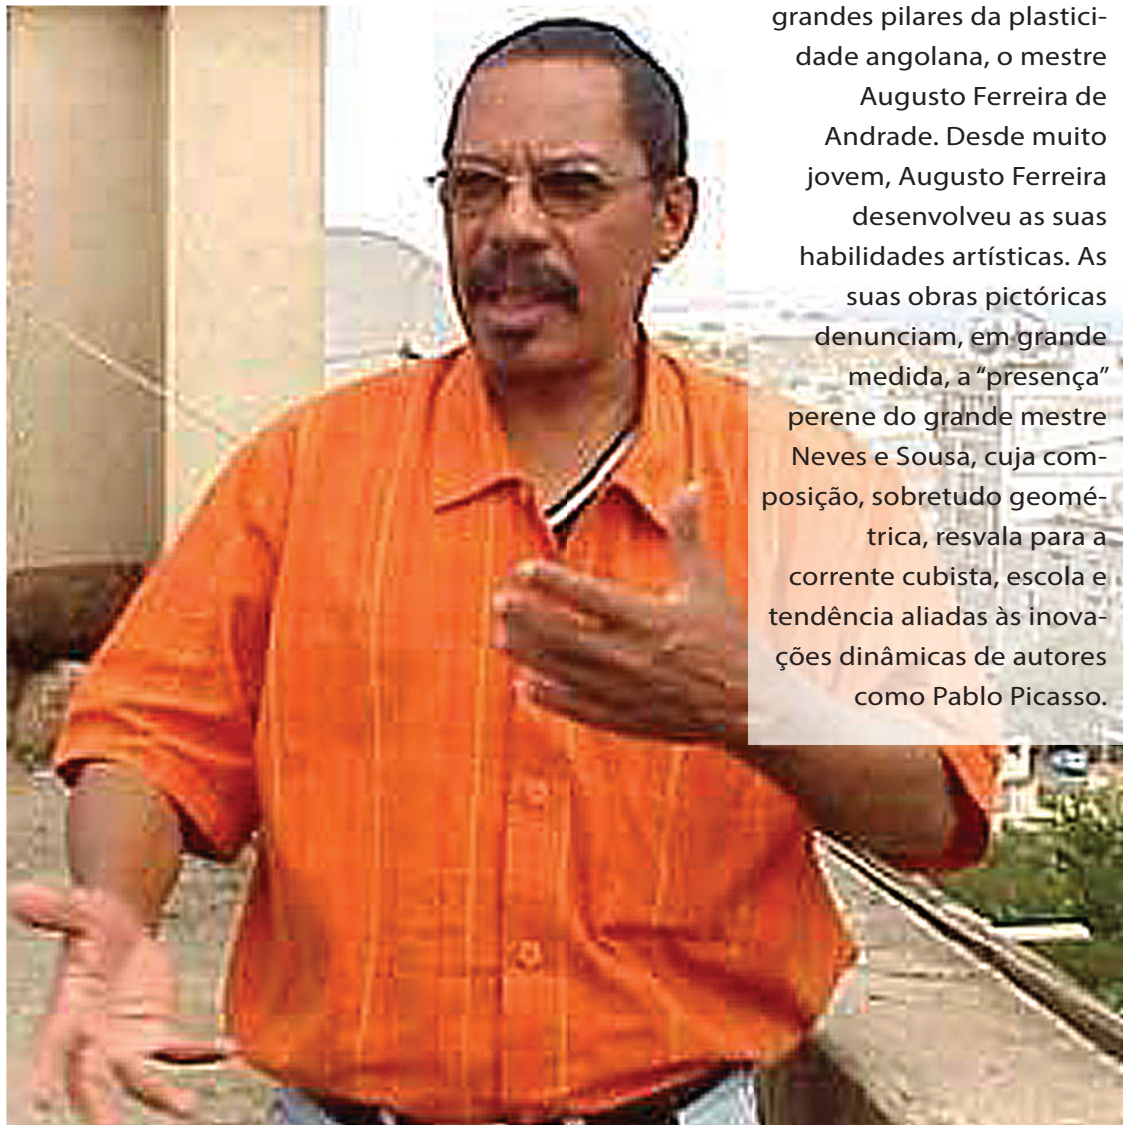 grandes pilares da plastici-
dade angolana, o mestre
Augusto Ferreira de
Andrade. Desde muito
jovem, Augusto Ferreira
desenvolveu as suas
habilidades artísticas. As
suas obras pictóricas
denunciam, em grande
medida, a “presença”
perene do grande mestre
Neves e Sousa, cuja com-
posição, sobretudo geomé-
trica, resvala para a
corrente cubista, escola e
tendência aliadas às inova-
ções dinâmicas de autores
como Pablo Picasso.